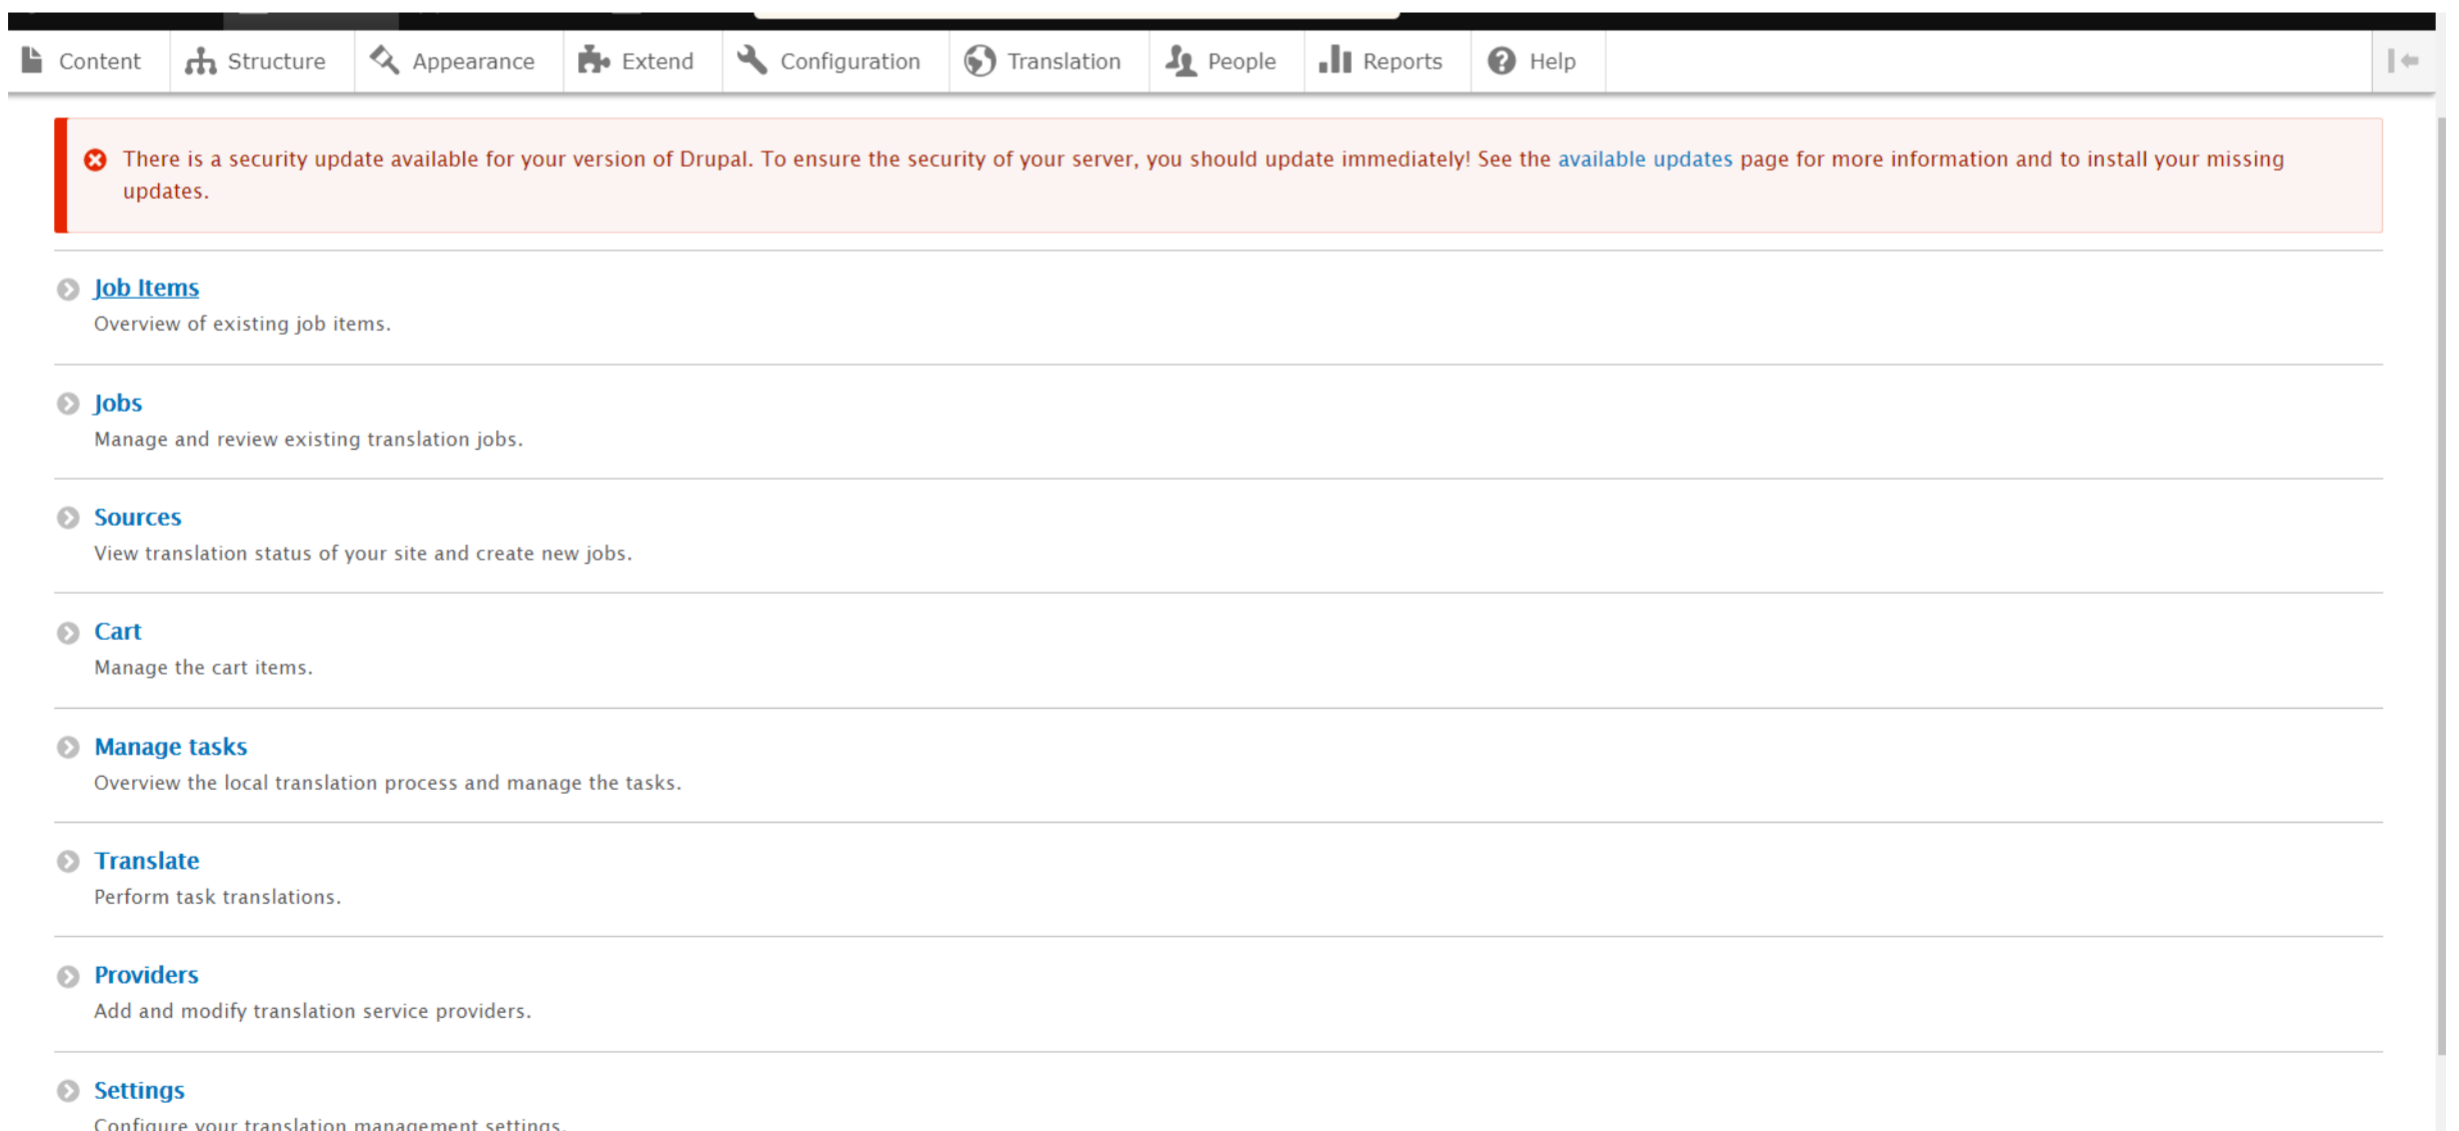 Content Structure Appearance Extend Configuration Translation People Reports Help
There is a security update available for your version of Drupal. To ensure the security of your server, you should update immediately! See the available updates page for more information and to install your missing
updates.
Job Items
Overview of existing job items.
Jobs
Manage and review existing translation jobs.
Sources
View translation status of your site and create new jobs.
Cart
Manage the cart items.
Manage tasks
Overview the local translation process and manage the tasks.
Translate
Perform task translations.
Providers
Add and modify translation service providers.
Settings
Configure your translation management settings.